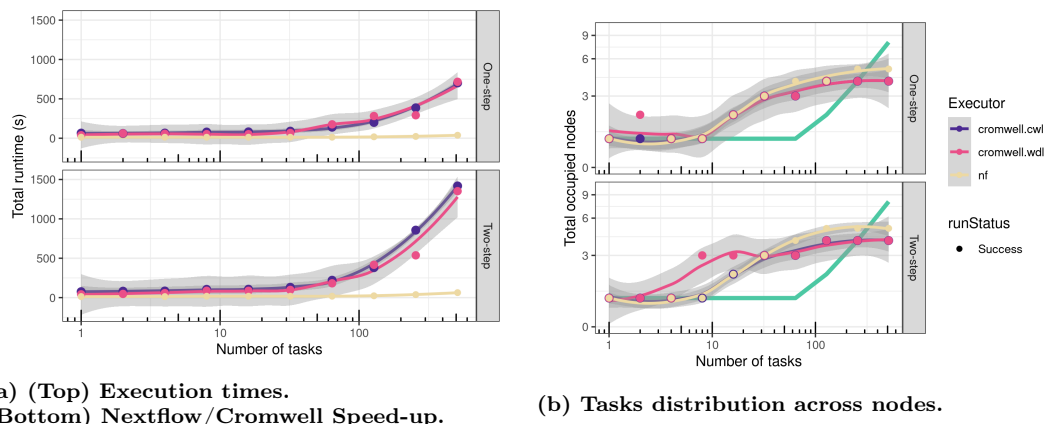 1500
1000
500
0
One-step
1500
1000
500
0
Two-step
Total runtime (s)
1
10
100
Number of tasks
a) (Top) Execution times.
Bottom) Nextflow/Cromwell Speed-up.
9
6
3
0
One-step
9
6
3
0
Two-step
Total occupied nodes
1
10
100
Number of tasks
(b) Tasks distribution across nodes.
Executor
cromwell.cwl
cromwell.wdl
nf
runStatus
Success